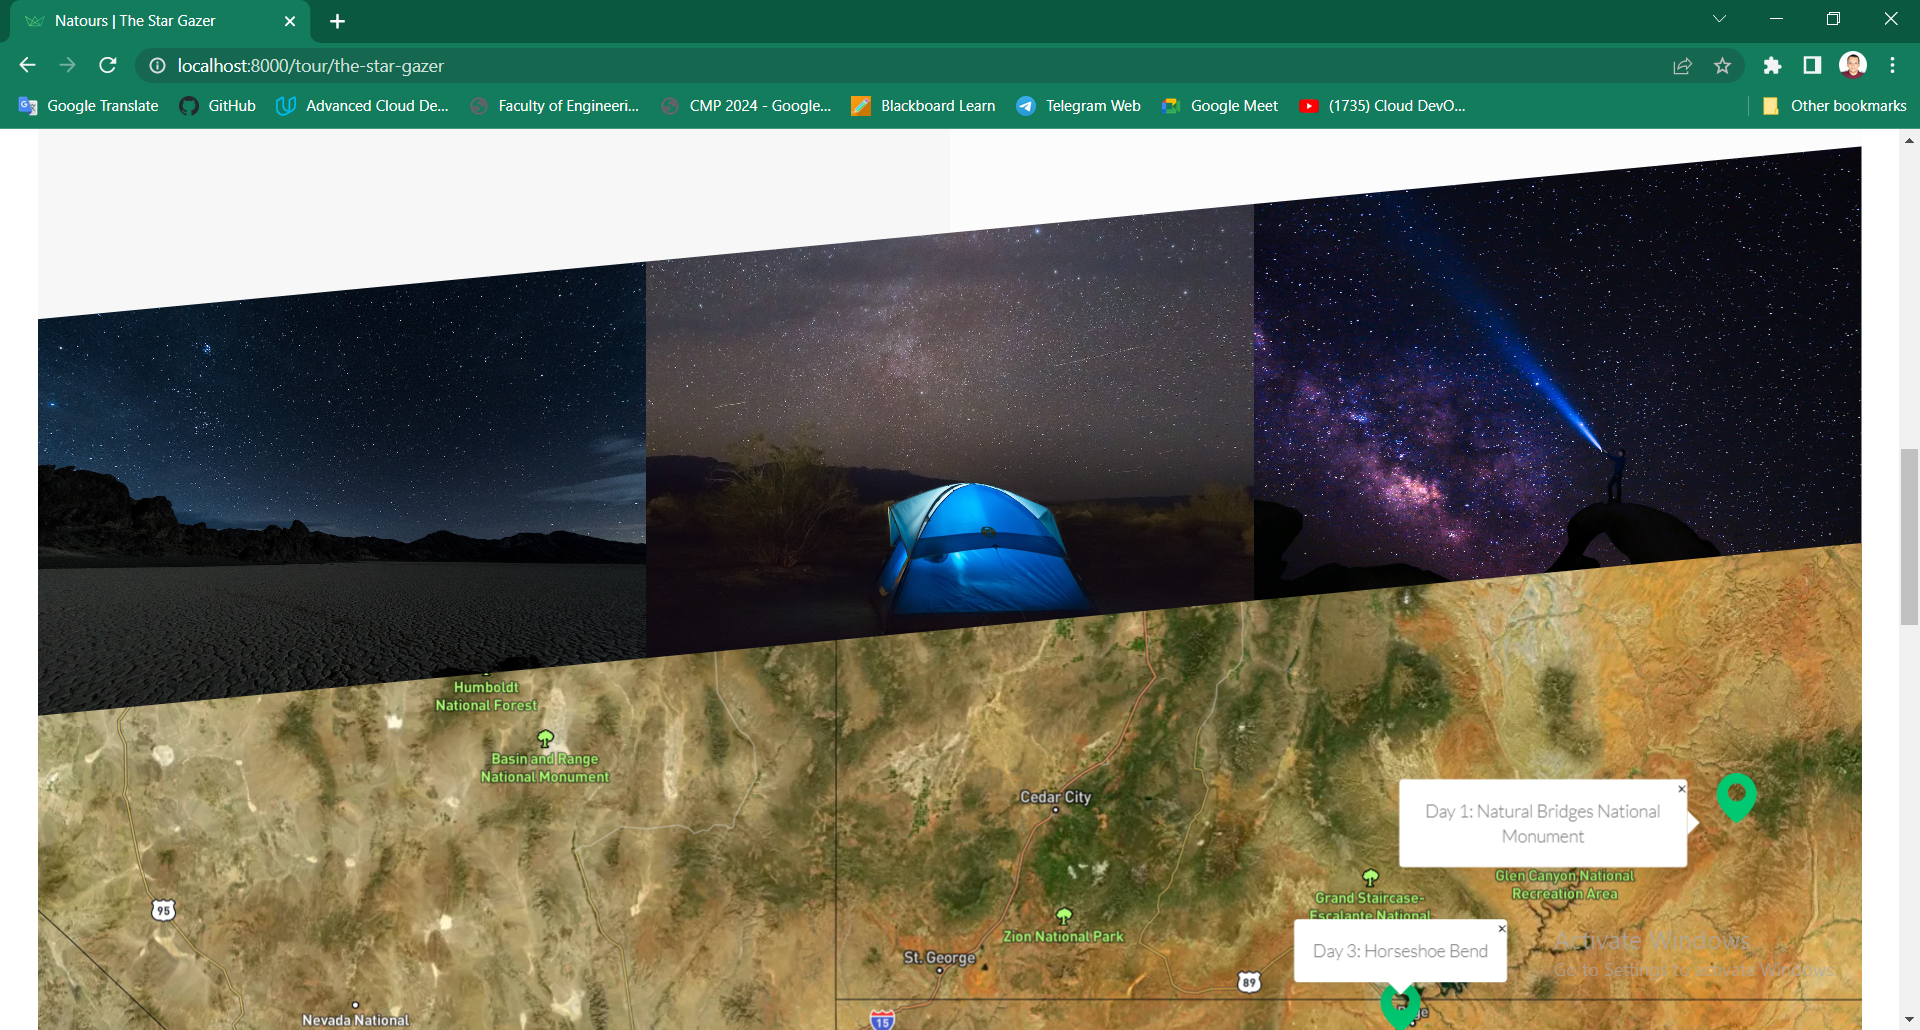 Natours | The Star Gazer
localhost:8000/tour/the-star-gazer
Google Translate
GitHub
Advanced Cloud De...
Faculty of Engineeri...
CMP 2024 - Google...
Blackboard Learn
Telegram Web
Google Meet
(1735) Cloud DevO...
Other bookmarks
Humboldt
National Forest
Basin and Range
National Monument
Cedar City
Day 1: Natural Bridges National
Monument
Glen Canyon National
Recreation Area
Grand Staircase-
Escalante National
95
Zion National Park
Day 3: Horseshoe Bend
Activate Windows
Go to Settings to activate Windows.
St. George
89
Nevada National
15